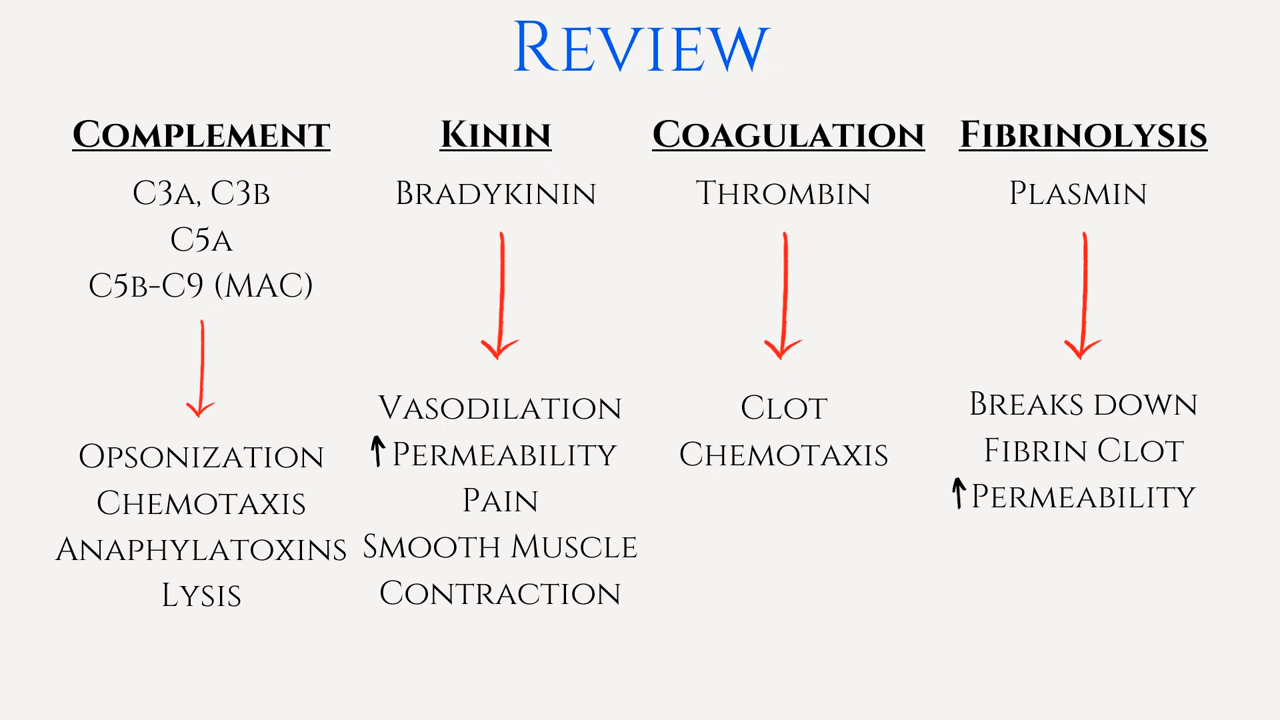 Review
Complement
C3a, C3b
C5a
C5b-C9 (MAC)
Opsonization
Chemotaxis
Anaphylatoxins
Lysis
Kinin
Bradykinin
Vasodilation
↑Permeability
Pain
Smooth Muscle
Contraction
Coagulation
Thrombin
Clot
Chemotaxis
Fibrinolysis
Plasmin
Breaks down
Fibrin Clot
↑Permeability